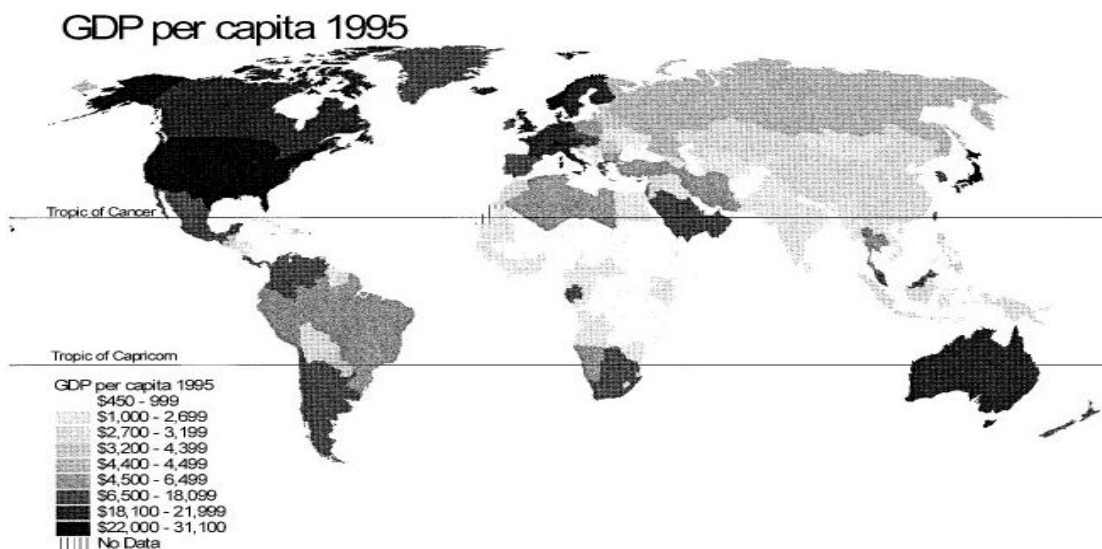 GDP per capita 1995
Tropic of Cancer
Tropic of Capricorn
GDP per capita 1995
$450 - 999
$1,000 - 2,699
$2,700 - 3,199
$3,200 - 4,399
$4,400 - 4,499
$4,500 - 6,499
$6,500 - 18,099
$18,100 - 21,999
$22,000 - 31,100
No Data